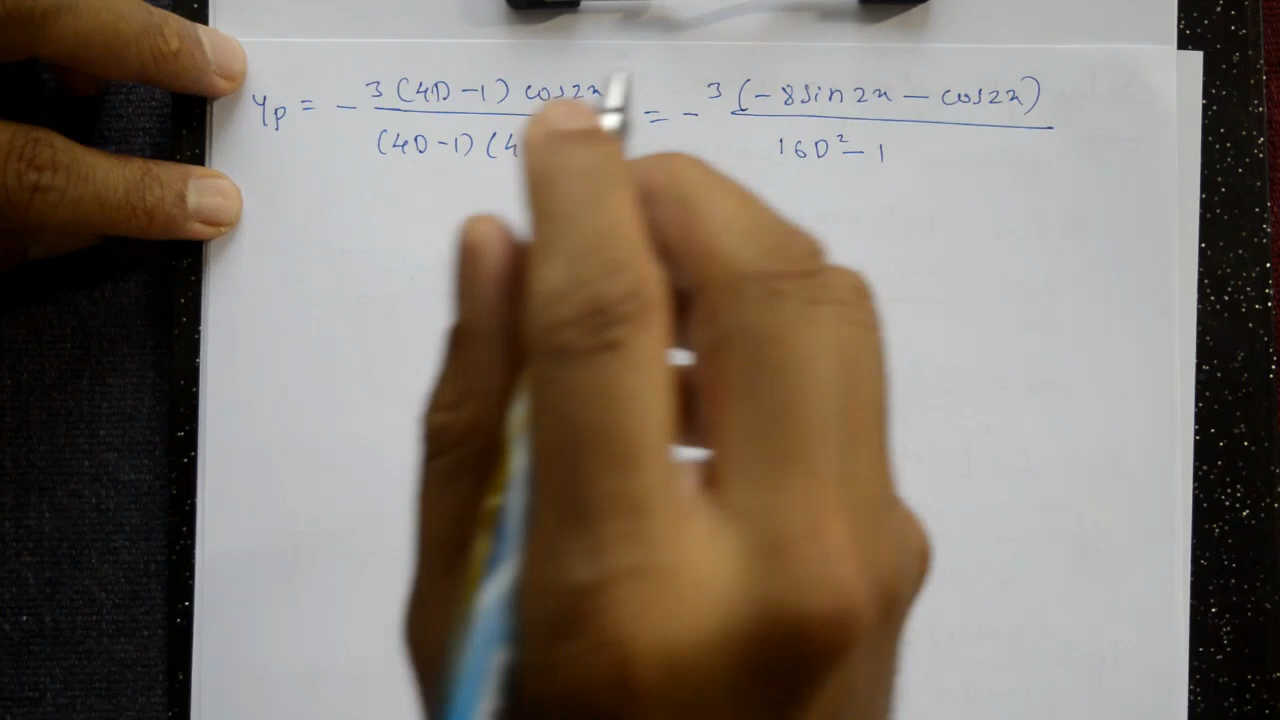 yp = - 3 (4D-1) cos2x / (4D-1) (4 = - 3 (-8sin2x - cos2x) / 16D² - 1